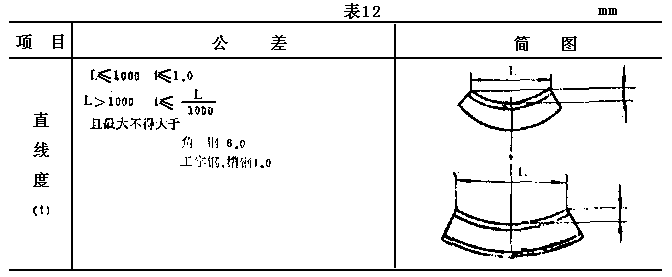 表12 mm
项目 公差 简图
直线度(t)
L≤1000 t≤1.0
L>1000 t≤ L/1000
且最大不得大于
角钢 6.0
工字钢、槽钢 1.0
L
L